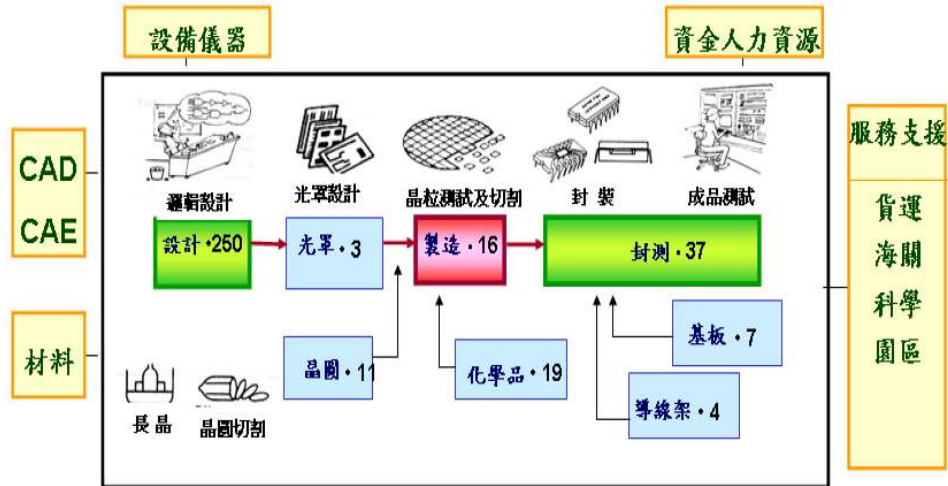 設備儀器
資金人力資源
CAD
CAE
材料
服務支援
貨運
海關
科學
園區
邏輯設計
光罩設計
晶粒測試及切割
封裝
成品測試
設計·250
光罩·3
製造·16
封測·37
晶圓·11
化學品·19
基板·7
導線架·4
長晶
晶圓切割